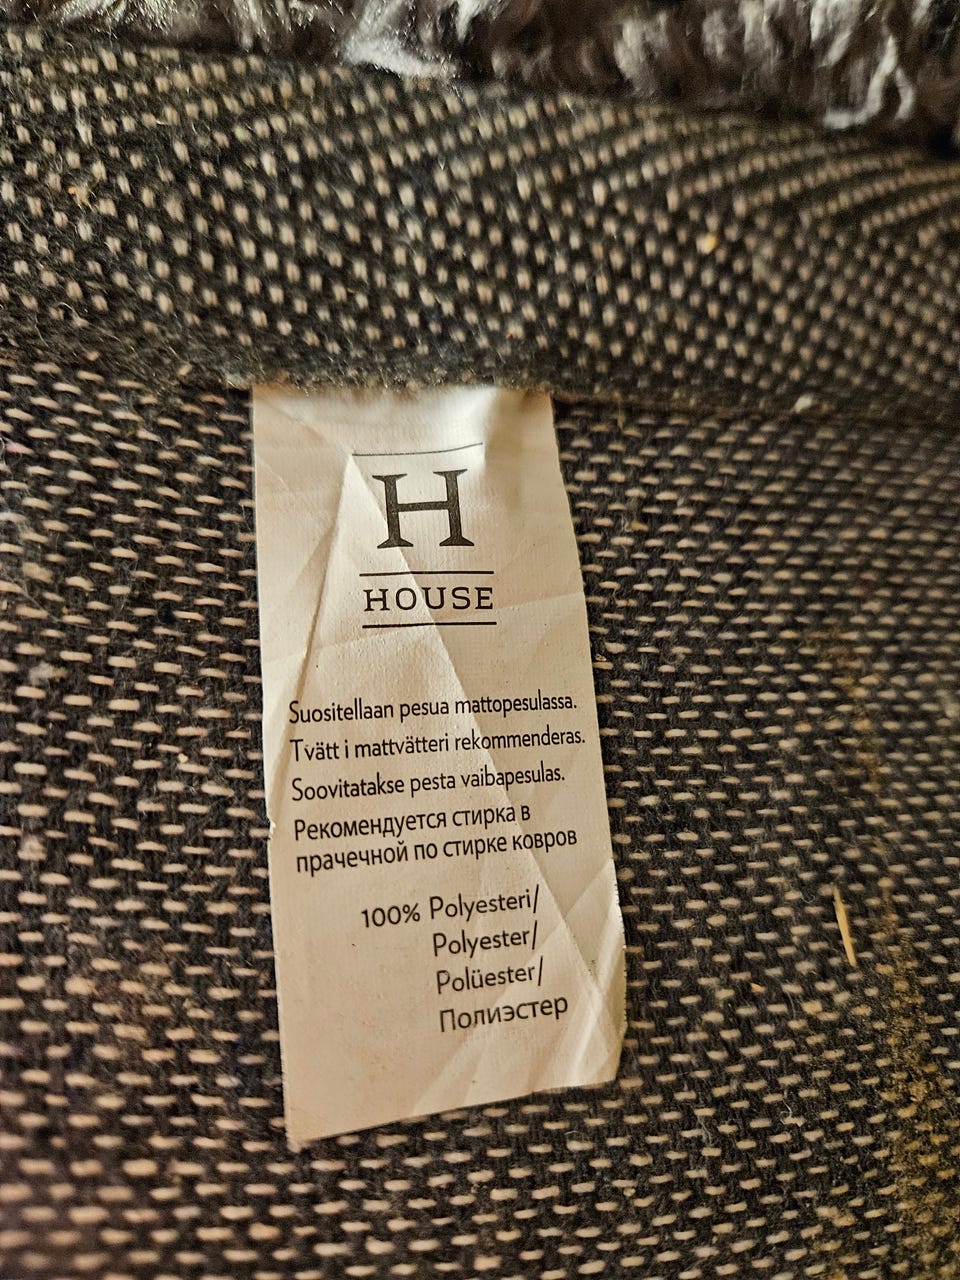 H
HOUSE
Suositellaan pesua mattopesulassa.
Tvätt i mattvätteri rekommenderas.
Soovitatakse pesta vaibapesulas.
Рекомендуется стирка в
прачечной по стирке ковров
100% Polyesteri/
Polyester/
Polüester/
Полиэстер